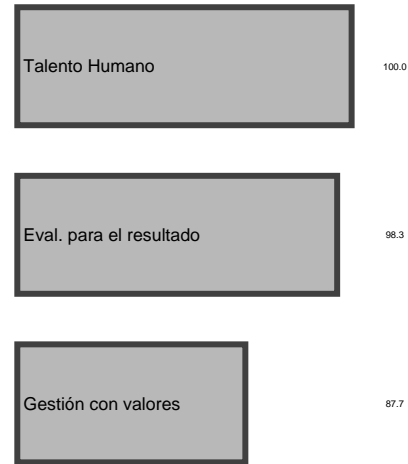 Talento Humano 100.0
Eval. para el resultado 98.3
Gestión con valores 87.7